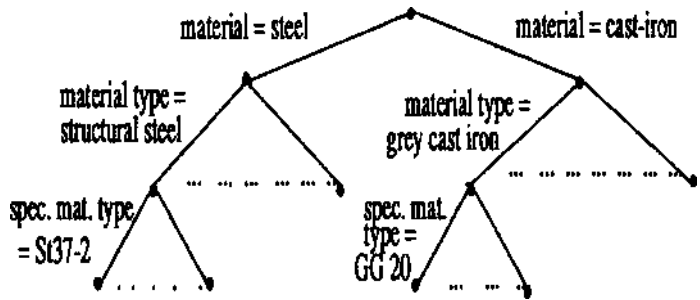 material = steel
material = cast-iron
material type =
structural steel
material type =
grey cast iron
spec. mat. type
= St37-2
spec. mat.
type =
GG 20